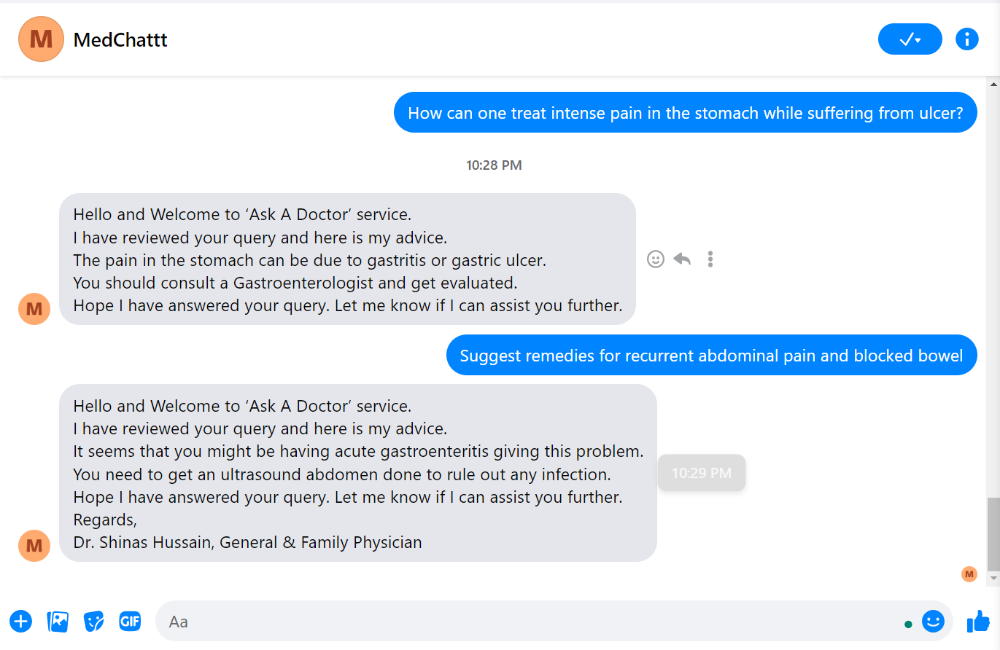 M
MedChattt
How can one treat intense pain in the stomach while suffering from ulcer?
10:28 PM
Hello and Welcome to ‘Ask A Doctor’ service.
I have reviewed your query and here is my advice.
The pain in the stomach can be due to gastritis or gastric ulcer.
You should consult a Gastroenterologist and get evaluated.
Hope I have answered your query. Let me know if I can assist you further.
M
Suggest remedies for recurrent abdominal pain and blocked bowel
Hello and Welcome to ‘Ask A Doctor’ service.
I have reviewed your query and here is my advice.
It seems that you might be having acute gastroenteritis giving this problem.
You need to get an ultrasound abdomen done to rule out any infection.
Hope I have answered your query. Let me know if I can assist you further.
Regards,
Dr. Shinas Hussain, General & Family Physician
10:29 PM
M
M
GIF
Aa